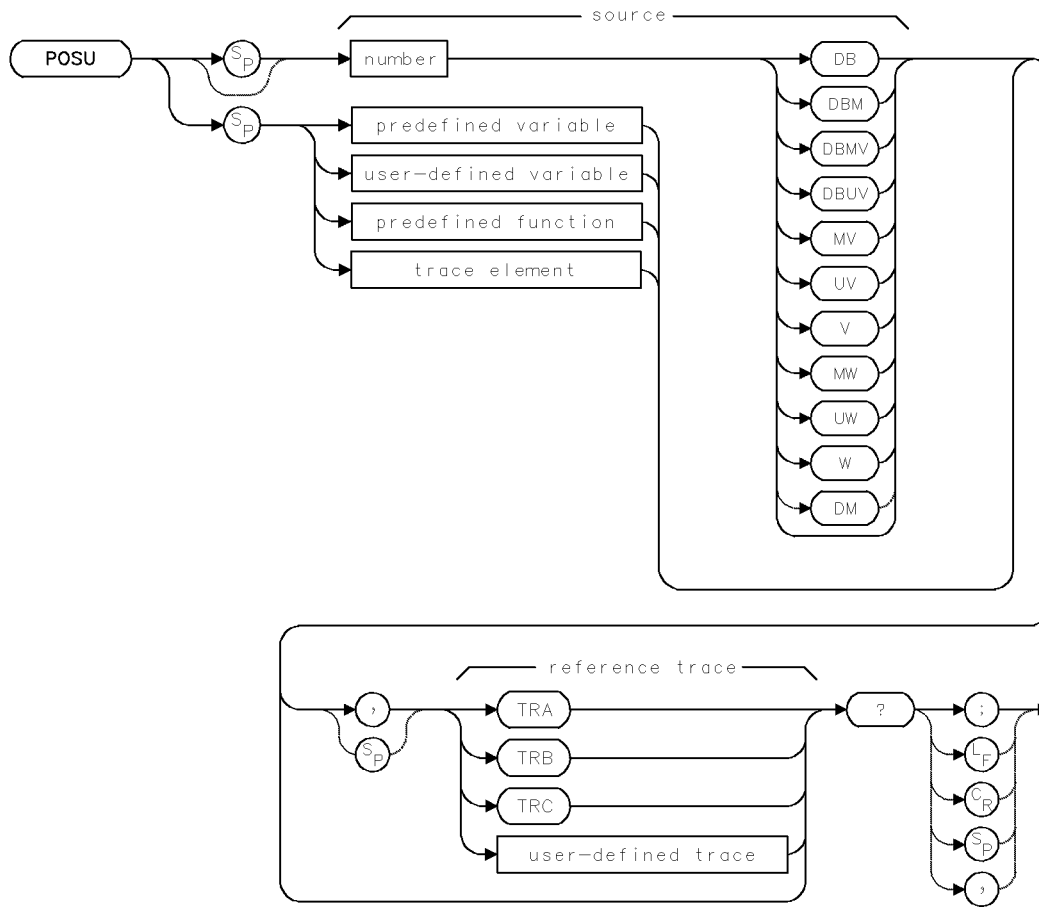 source
POSU
SP
number
DB
DBM
SP
predefined variable
DBMV
user-defined variable
DBUV
predefined function
MV
trace element
UV
V
MW
UW
W
DM
reference trace
,
TRA
?
;
SP
TRB
LF
TRC
CR
user-defined trace
SP
,